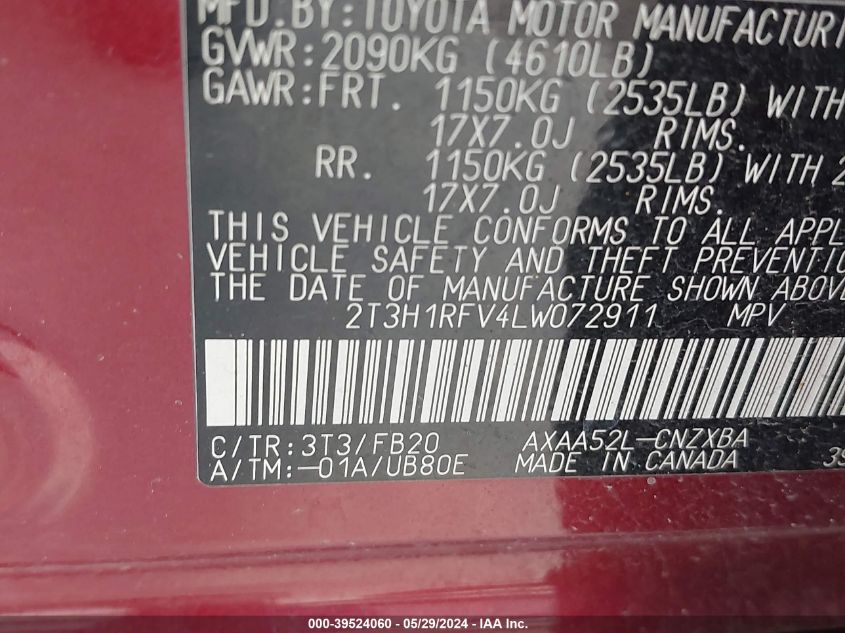 MFD.BY:TOYOTA MOTOR MANUFACTURI
GVWR:2090KG (4610LB)
GAWR:FRT. 1150KG (2535LB) WITH
17X7.0J RIMS.
RR. 1150KG (2535LB) WITH 2
17X7.0J RIMS.
THIS VEHICLE CONFORMS TO ALL APPL
VEHICLE SAFETY AND THEFT PREVENTIO
THE DATE OF MANUFACTURE SHOWN ABOVE
2T3H1RFV4LW072911 MPV
C/TR:3T3/FB20 AXAA52L-CNZXBA
A/TM:-01A/UB80E MADE IN CANADA 39
000-39524060 - 05/29/2024 - IAA Inc.